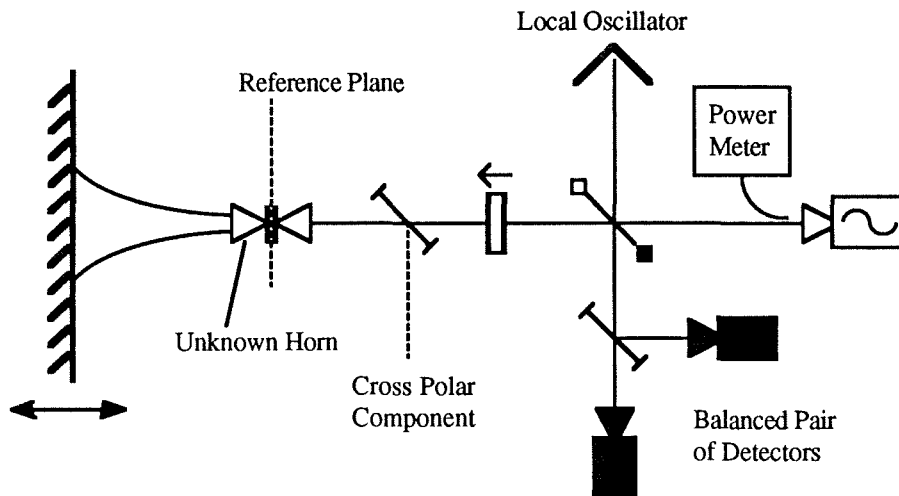 Local Oscillator
Reference Plane
Power
Meter
Unknown Horn
Cross Polar
Component
Balanced Pair
of Detectors